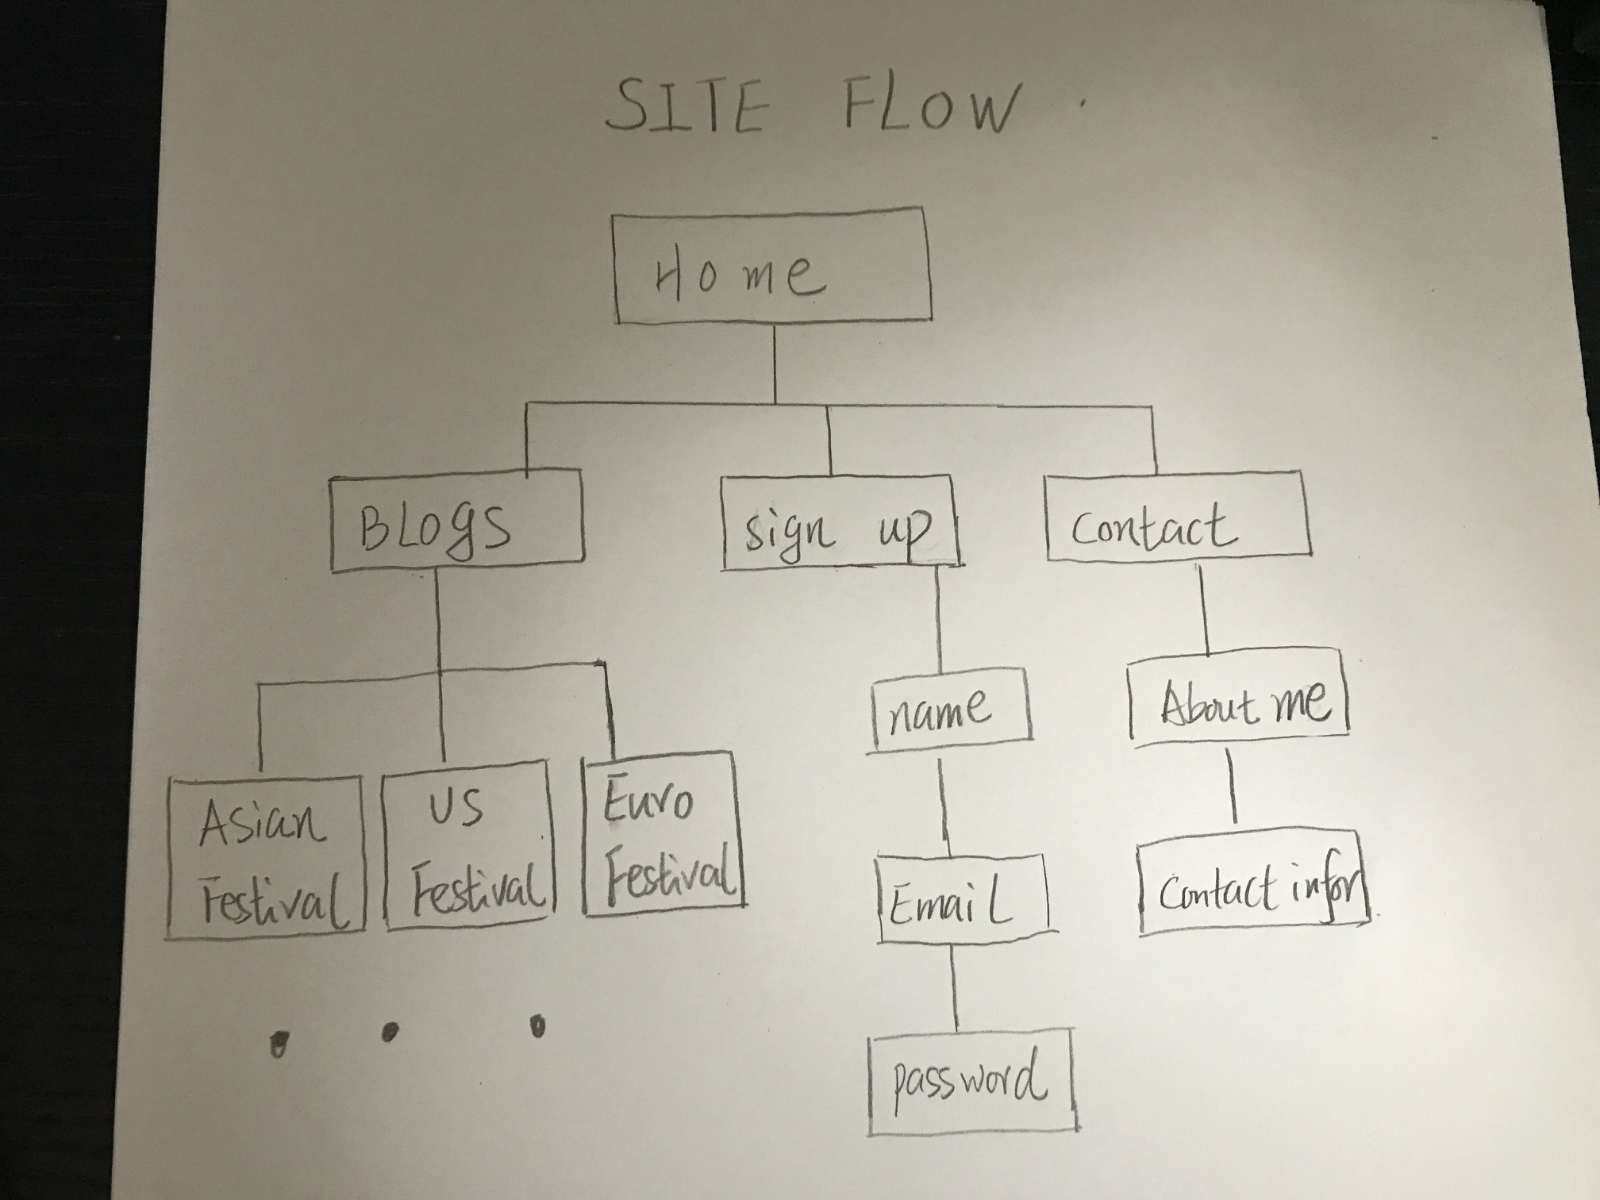 SITE FLOW.
Home
BLogs
sign up
Contact
Asian
Festival
US
Festival
Euro
Festival
name
Email
password
About me
Contact infor